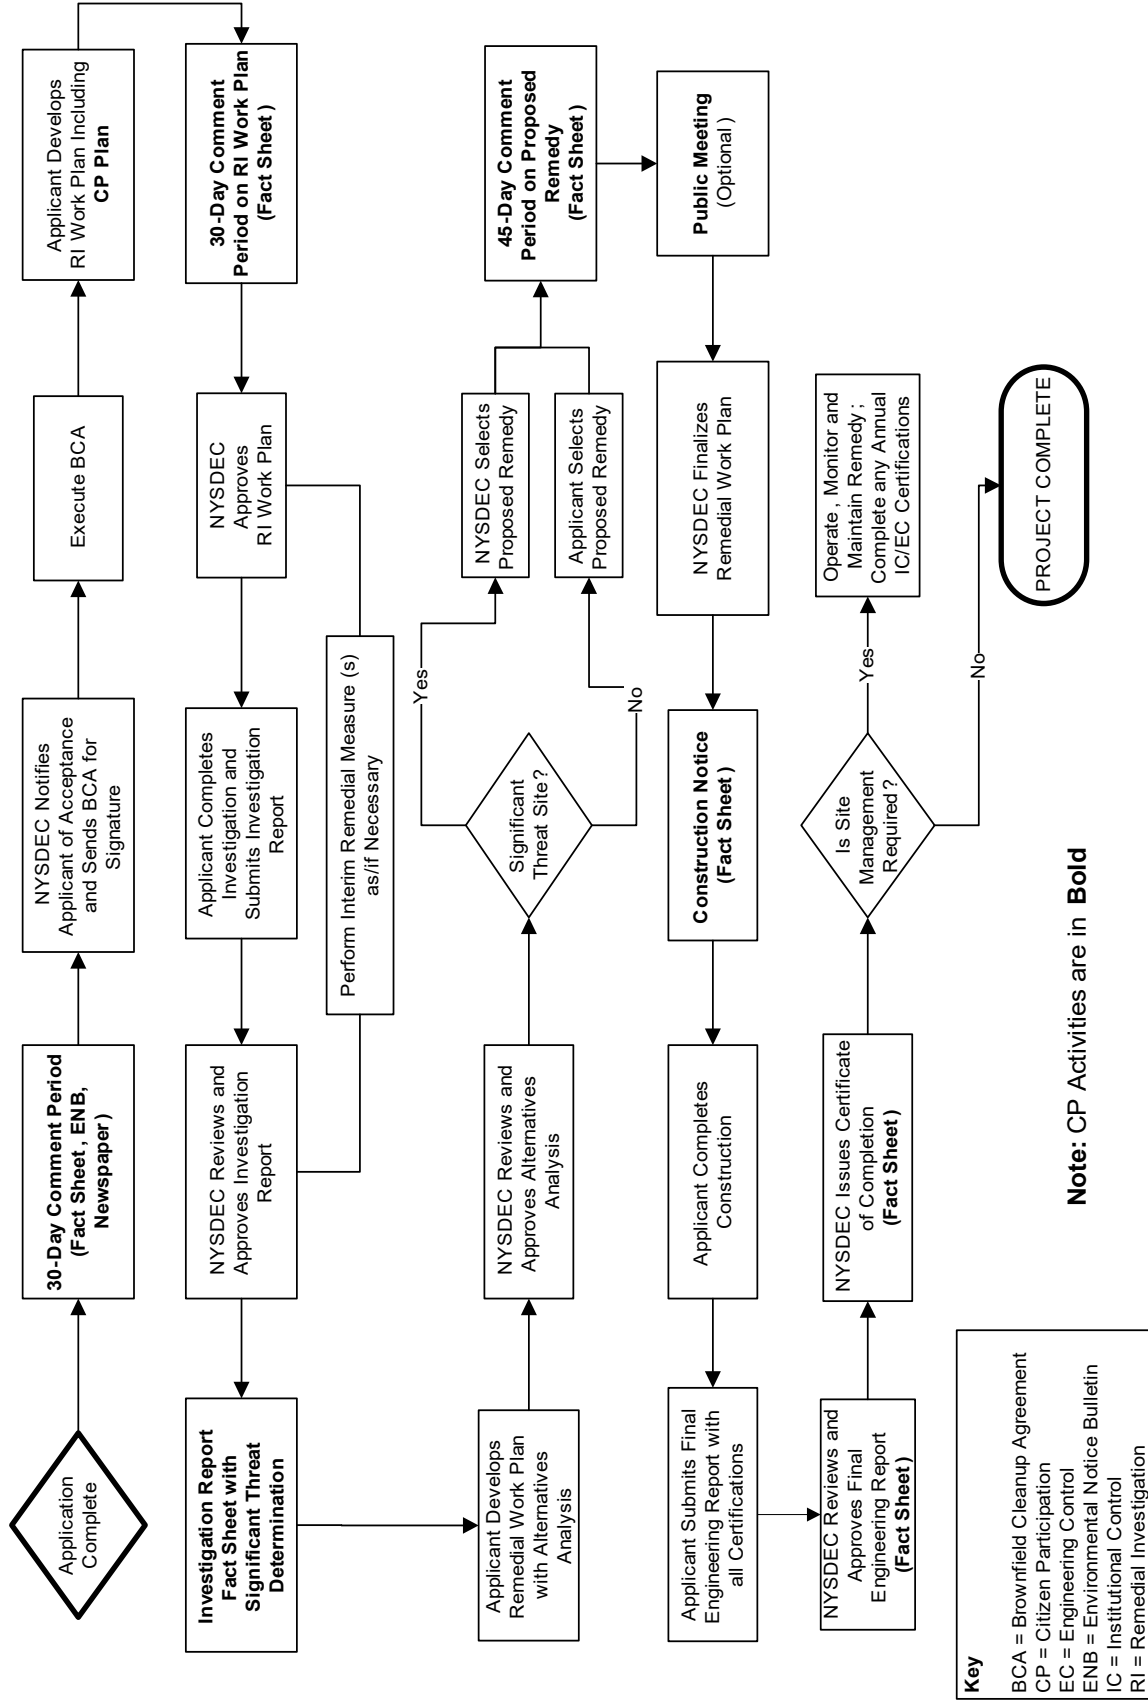 Application
Complete
30-Day Comment Period
(Fact Sheet , ENB,
Newspaper )
NYSDEC Notifies
Applicant of Acceptance
and Sends BCA for
Signature
Execute BCA
Applicant Develops
RI Work Plan Including
CP Plan
30-Day Comment
Period on RI Work Plan
(Fact Sheet )
NYSDEC
Approves
RI Work Plan
Applicant Completes
Investigation and
Submits Investigation
Report
Perform Interim Remedial Measure (s)
as/if Necessary
NYSDEC Reviews and
Approves Investigation
Report
Investigation Report
Fact Sheet with
Significant Threat
Determination
Applicant Develops
Remedial Work Plan
with Alternatives
Analysis
NYSDEC Reviews and
Approves Alternatives
Analysis
Significant
Threat Site?
Yes
No
NYSDEC Selects
Proposed Remedy
Applicant Selects
Proposed Remedy
45-Day Comment
Period on Proposed
Remedy
(Fact Sheet )
Public Meeting
(Optional )
NYSDEC Finalizes
Remedial Work Plan
Construction Notice
(Fact Sheet )
Applicant Completes
Construction
Applicant Submits Final
Engineering Report with
all Certifications
NYSDEC Reviews and
Approves Final
Engineering Report
(Fact Sheet )
NYSDEC Issues Certificate
of Completion
(Fact Sheet )
Is Site
Management
Required ?
Yes
No
Operate , Monitor and
Maintain Remedy ;
Complete any Annual
IC/EC Certifications
PROJECT COMPLETE
Note: CP Activities are in Bold
Key
BCA = Brownfield Cleanup Agreement
CP = Citizen Participation
EC = Engineering Control
ENB = Environmental Notice Bulletin
IC = Institutional Control
RI = Remedial Investigation